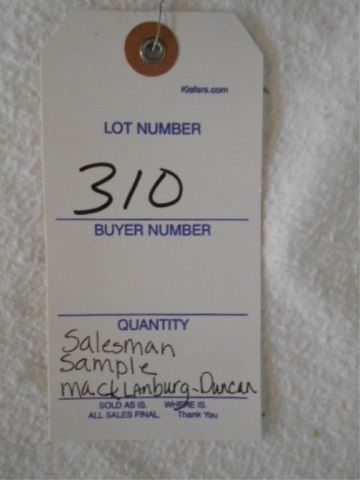 Kiefers.com
LOT NUMBER
310
BUYER NUMBER
QUANTITY
Salesman
Sample
MackLanburg-Duncan
SOLD AS IS. WHERE IS.
ALL SALES FINAL. Thank You